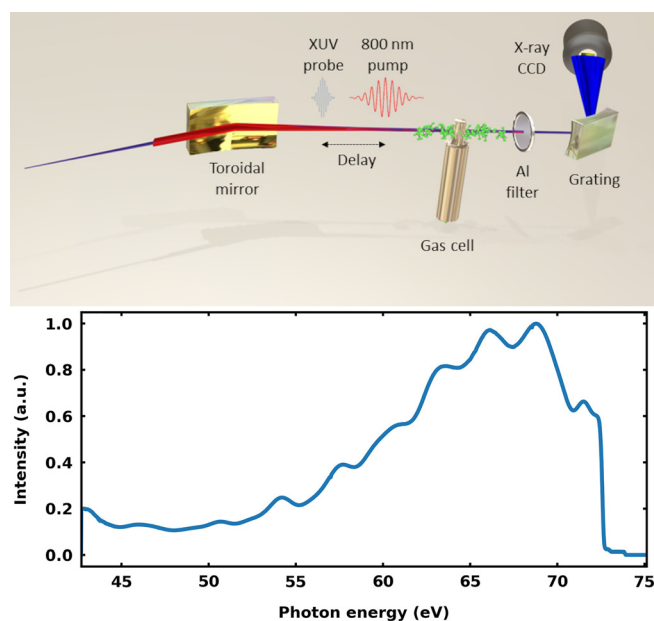 XUV
probe
800 nm
pump
X-ray
CCD
Toroidal
mirror
Delay
Gas cell
Al
filter
Grating
1.0
0.8
0.6
0.4
0.2
0.0
Intensity (a.u.)
45 50 55 60 65 70 75
Photon energy (eV)